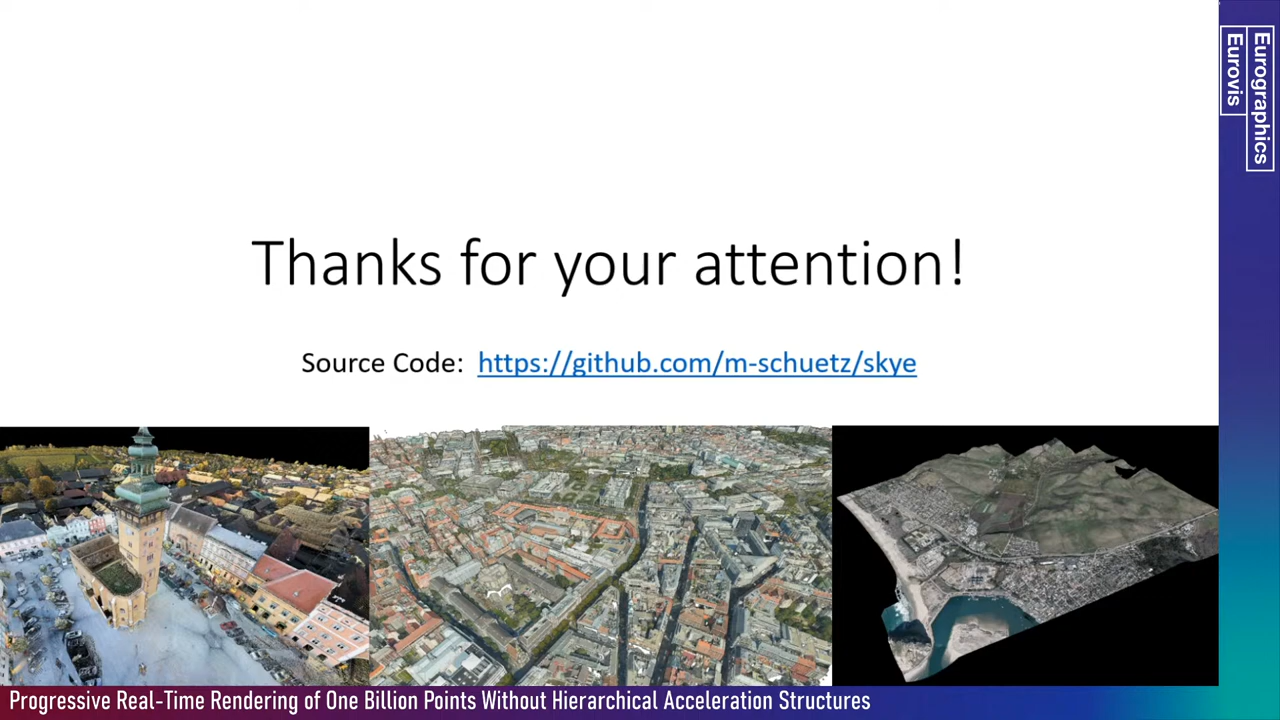 Thanks for your attention!
Source Code: https://github.com/m-schuetz/skye
Eurographics
Eurovis
Progressive Real-Time Rendering of One Billion Points Without Hierarchical Acceleration Structures